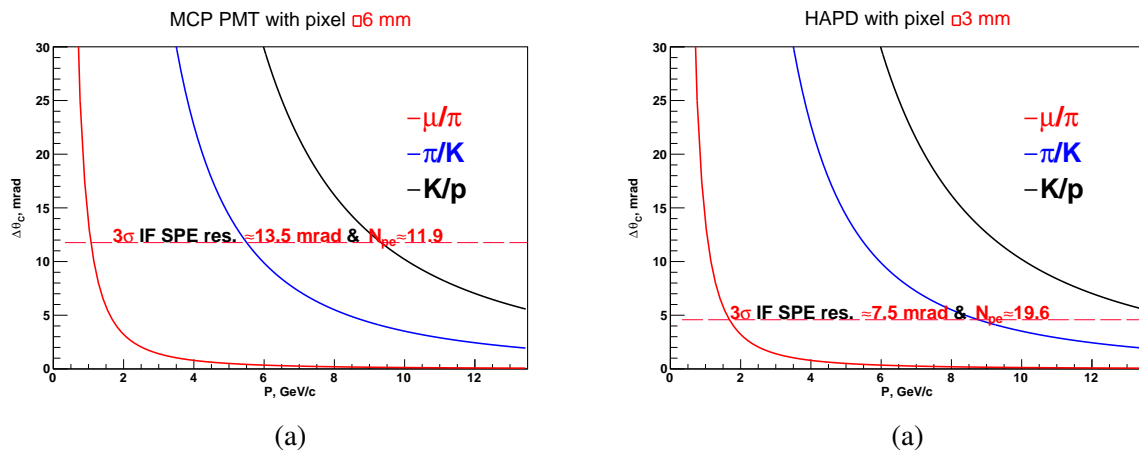 MCP PMT with pixel □6 mm
30
25
20
15
10
5
0
Δθc, mrad
−μ/π
−π/K
−K/p
3σ IF SPE res. ≈13.5 mrad & Npe≈11.9
0 2 4 6 8 10 12
P, GeV/c
(a)
HAPD with pixel □3 mm
30
25
20
15
10
5
0
Δθc, mrad
−μ/π
−π/K
−K/p
3σ IF SPE res. ≈7.5 mrad & Npe≈19.6
0 2 4 6 8 10 12
P, GeV/c
(a)